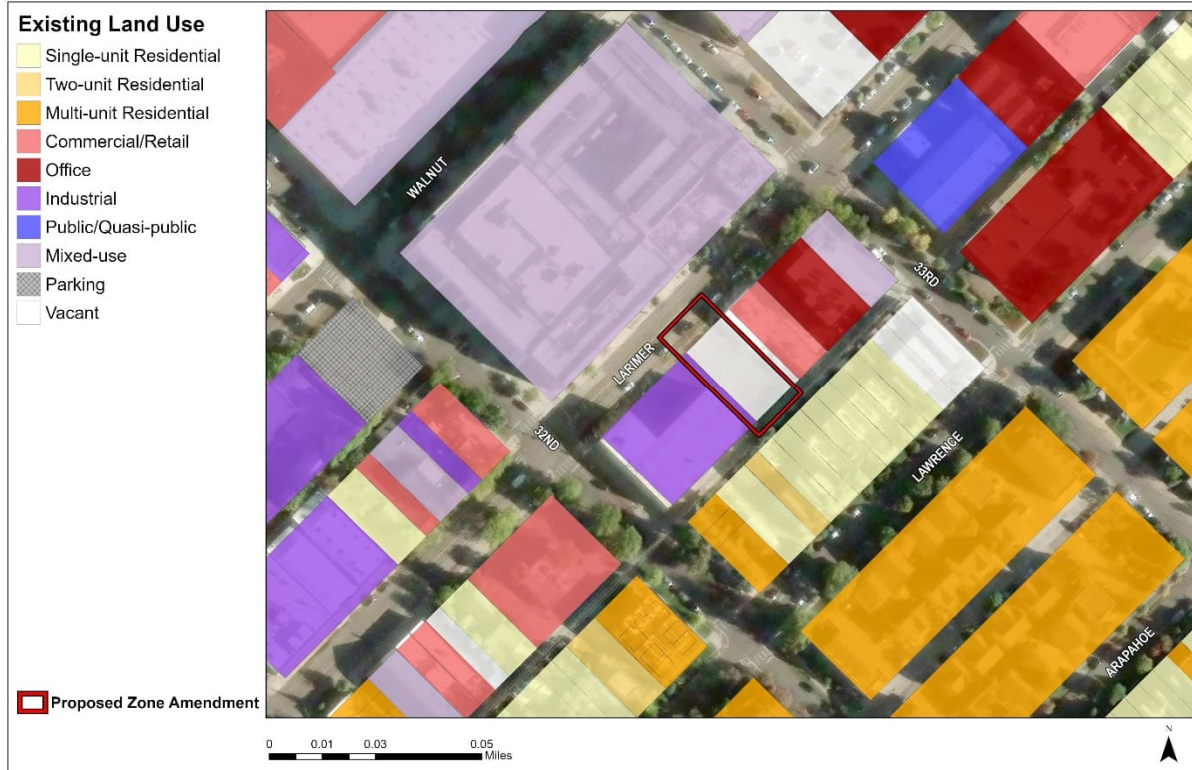 Existing Land Use
Single-unit Residential
Two-unit Residential
Multi-unit Residential
Commercial/Retail
Office
Industrial
Public/Quasi-public
Mixed-use
Parking
Vacant
Proposed Zone Amendment
WALNUT
33RD
LARIMER
32ND
LAWRENCE
ARAPAHOE
0 0.01 0.03 0.05
Miles
N